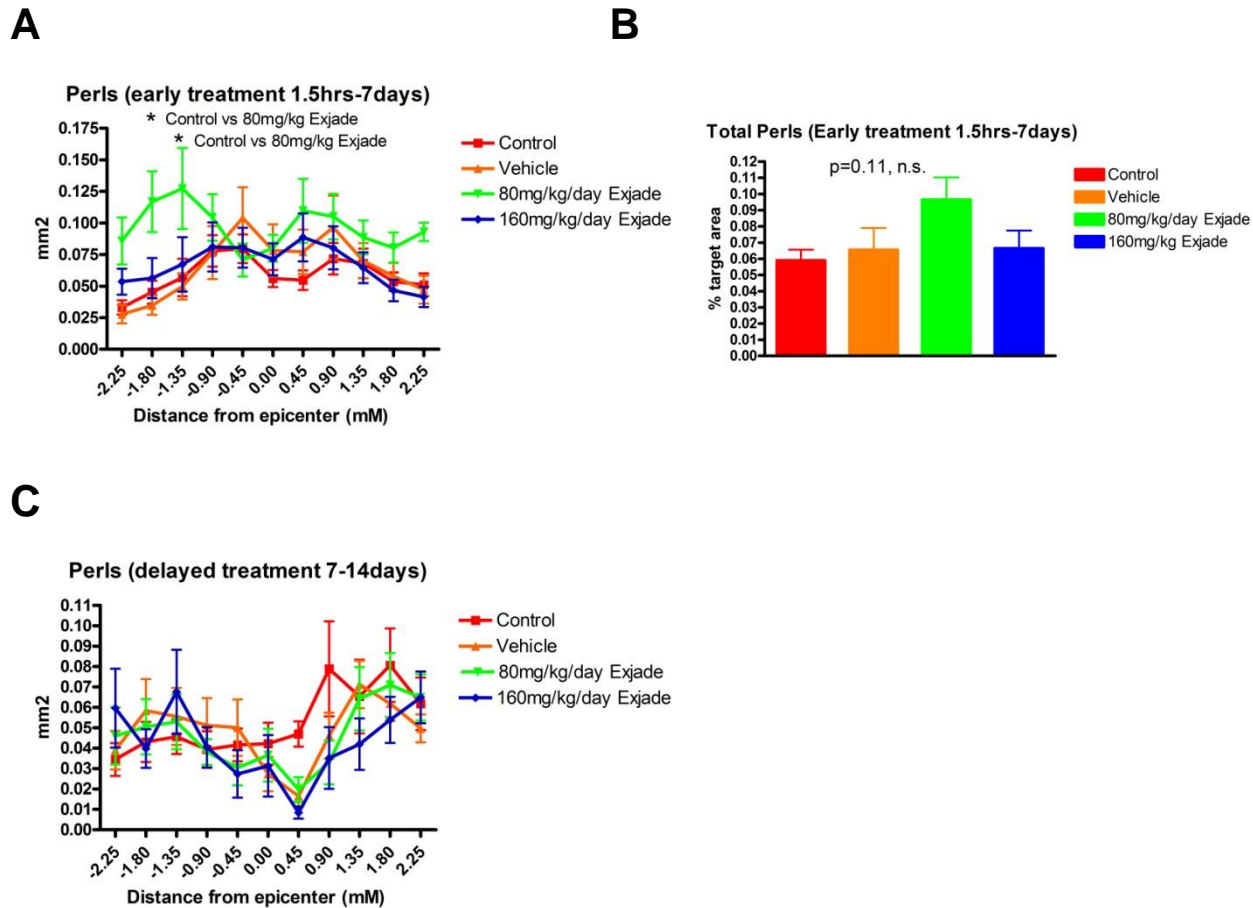 A
B
Perls (early treatment 1.5hrs-7days)
* Control vs 80mg/kg Exjade
* Control vs 80mg/kg Exjade
mm2
0.175
0.150
0.125
0.100
0.075
0.050
0.025
0.000
-2.25
-1.80
-1.35
-0.90
-0.45
0.00
0.45
0.90
1.35
1.80
2.25
Distance from epicenter (mM)
Control
Vehicle
80mg/kg/day Exjade
160mg/kg/day Exjade
Total Perls (Early treatment 1.5hrs-7days)
p=0.11, n.s.
% target area
0.12
0.11
0.10
0.09
0.08
0.07
0.06
0.05
0.04
0.03
0.02
0.01
0.00
Control
Vehicle
80mg/kg/day Exjade
160mg/kg Exjade
C
Perls (delayed treatment 7-14days)
mm2
0.11
0.10
0.09
0.08
0.07
0.06
0.05
0.04
0.03
0.02
0.01
0.00
-2.25
-1.80
-1.35
-0.90
-0.45
0.00
0.45
0.90
1.35
1.80
2.25
Distance from epicenter (mM)
Control
Vehicle
80mg/kg/day Exjade
160mg/kg/day Exjade